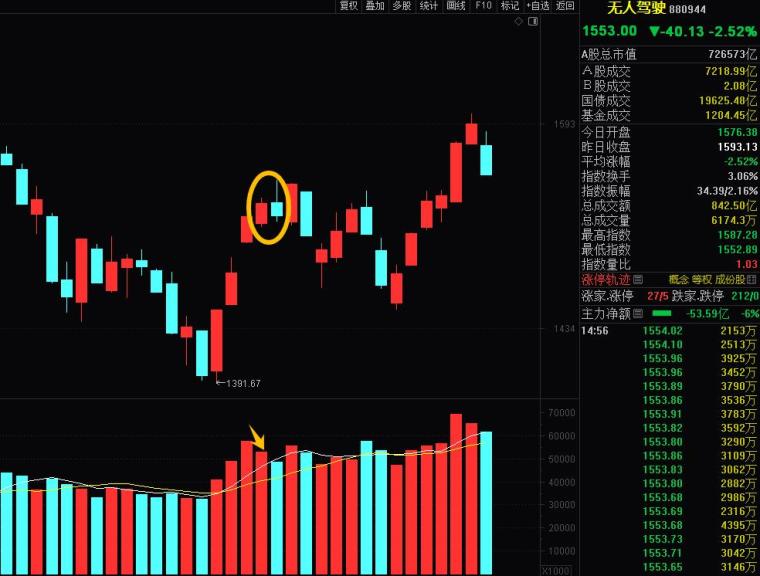 复权 叠加 多股 统计 画线 F10 标记 +自选 返回
无人驾驶 880944
1553.00 ▼-40.13 -2.52%
A股总市值 726573亿
A股成交 7218.99亿
B股成交 2.08亿
国债成交 19625.48亿
基金成交 1204.45亿
今日开盘 1576.38
昨日收盘 1593.13
平均涨幅 -2.52%
指数换手 3.06%
指数振幅 34.39/2.16%
总成交额 842.50亿
总成交量 6174.3万
最高指数 1587.28
最低指数 1552.89
指数量比 1.03
涨停轨迹 概念 等权 成份股
涨家.涨停 27/5 跌家.跌停 212/0
主力净额 -53.59亿 -6%
14:56 1554.02 2153万
1554.10 2513万
1553.96 3925万
1553.96 3452万
1553.89 3790万
1553.86 3536万
1553.91 3783万
1553.82 3592万
1553.80 3290万
1553.86 3109万
1553.83 3062万
1553.80 2882万
1553.68 2986万
1553.69 2316万
1553.68 4395万
1553.73 3170万
1553.71 3042万
1553.65 3146万
1593
1434
←1391.67
70000
60000
50000
40000
30000
20000
10000
X1000